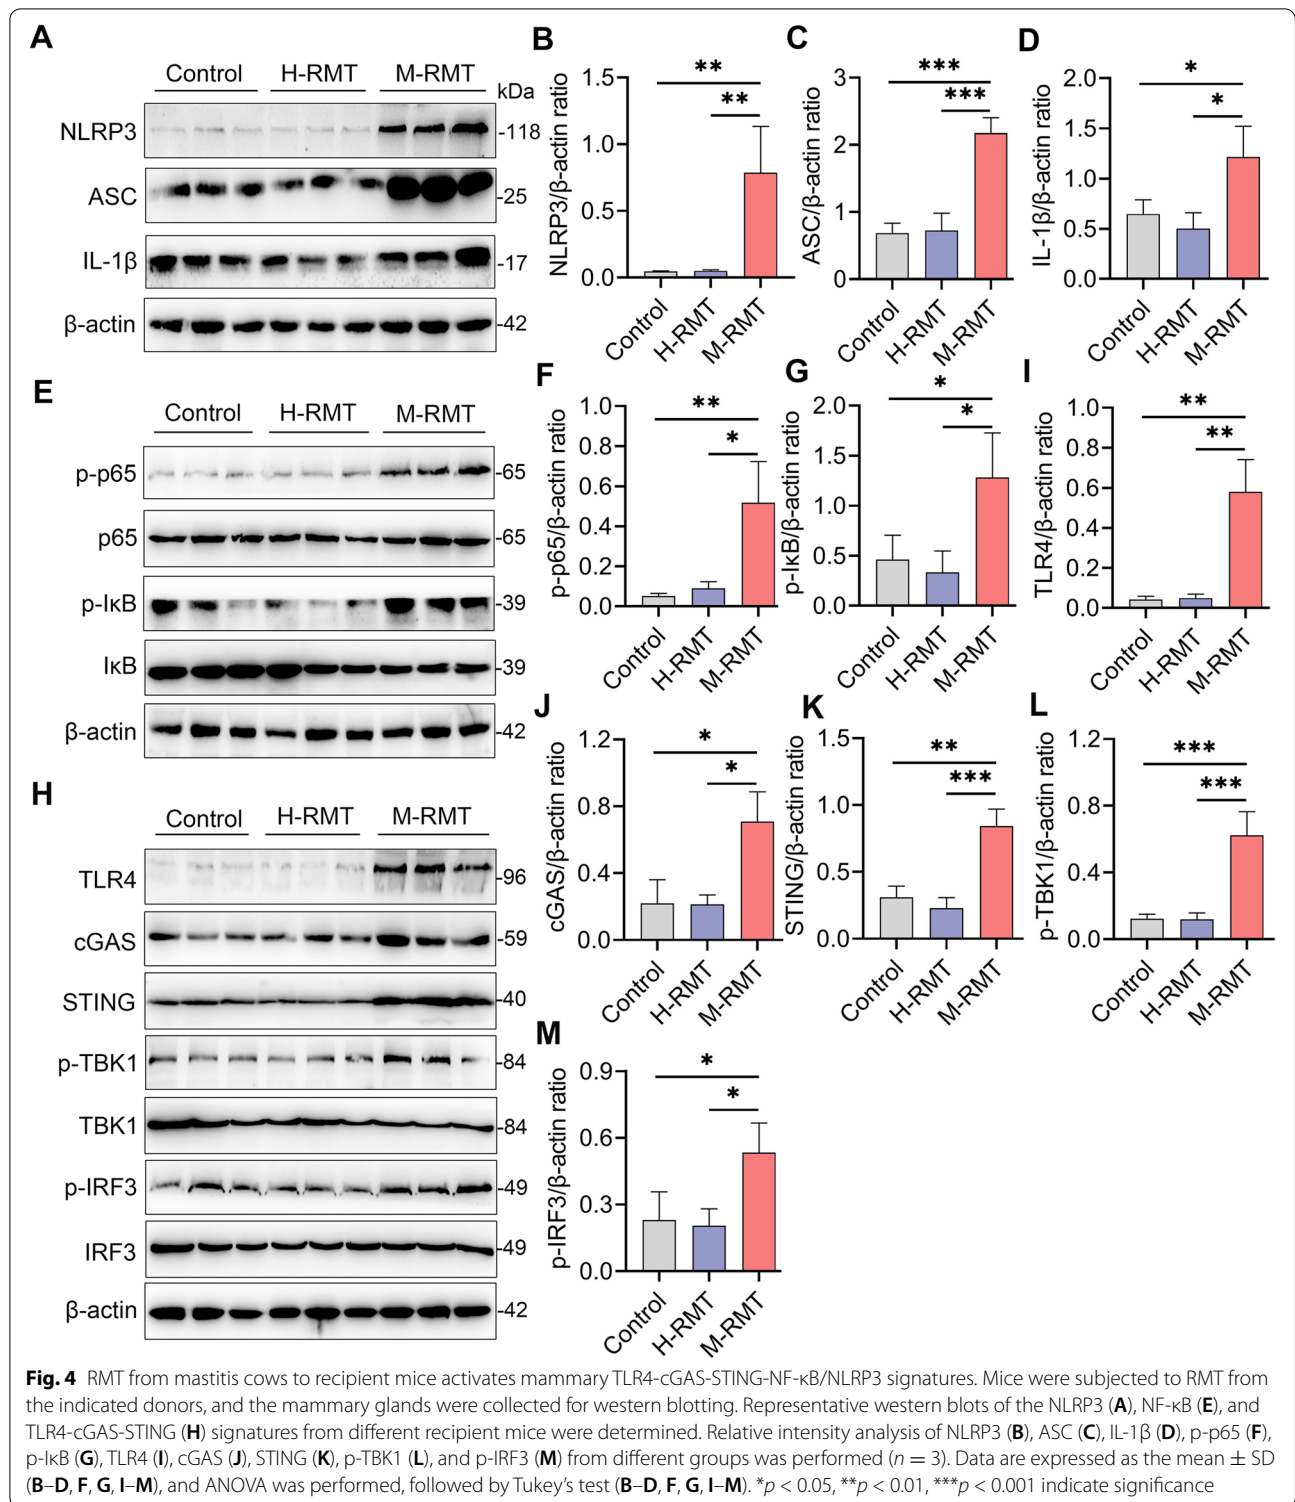 A
Control H-RMT M-RMT
kDa
NLRP3 -118
ASC -25
IL-1β -17
β-actin -42
B
NLRP3/β-actin ratio
1.5
1.0
0.5
0.0
**
**
Control H-RMT M-RMT
C
ASC/β-actin ratio
3
2
1
0
***
***
Control H-RMT M-RMT
D
IL-1β/β-actin ratio
2.0
1.5
1.0
0.5
0.0
*
*
Control H-RMT M-RMT
E
Control H-RMT M-RMT
p-p65 -65
p65 -65
p-IκB -39
IκB -39
β-actin -42
F
p-p65/β-actin ratio
1.0
0.8
0.6
0.4
0.2
0.0
**
*
Control H-RMT M-RMT
G
p-IκB/β-actin ratio
2.0
1.5
1.0
0.5
0.0
*
*
Control H-RMT M-RMT
I
TLR4/β-actin ratio
1.0
0.8
0.6
0.4
0.2
0.0
**
**
Control H-RMT M-RMT
H
Control H-RMT M-RMT
TLR4 -96
cGAS -59
STING -40
p-TBK1 -84
TBK1 -84
p-IRF3 -49
IRF3 -49
β-actin -42
J
cGAS/β-actin ratio
1.2
0.8
0.4
0.0
*
*
Control H-RMT M-RMT
K
STING/β-actin ratio
1.5
1.0
0.5
0.0
**
***
Control H-RMT M-RMT
L
p-TBK1/β-actin ratio
1.2
0.8
0.4
0.0
***
***
Control H-RMT M-RMT
M
p-IRF3/β-actin ratio
0.9
0.6
0.3
0.0
*
*
Control H-RMT M-RMT
Fig. 4 RMT from mastitis cows to recipient mice activates mammary TLR4-cGAS-STING-NF-κB/NLRP3 signatures. Mice were subjected to RMT from
the indicated donors, and the mammary glands were collected for western blotting. Representative western blots of the NLRP3 (A), NF-κB (E), and
TLR4-cGAS-STING (H) signatures from different recipient mice were determined. Relative intensity analysis of NLRP3 (B), ASC (C), IL-1β (D), p-p65 (F),
p-IκB (G), TLR4 (I), cGAS (J), STING (K), p-TBK1 (L), and p-IRF3 (M) from different groups was performed (n = 3). Data are expressed as the mean ± SD
(B–D, F, G, I–M), and ANOVA was performed, followed by Tukey's test (B–D, F, G, I–M). *p < 0.05, **p < 0.01, ***p < 0.001 indicate significance